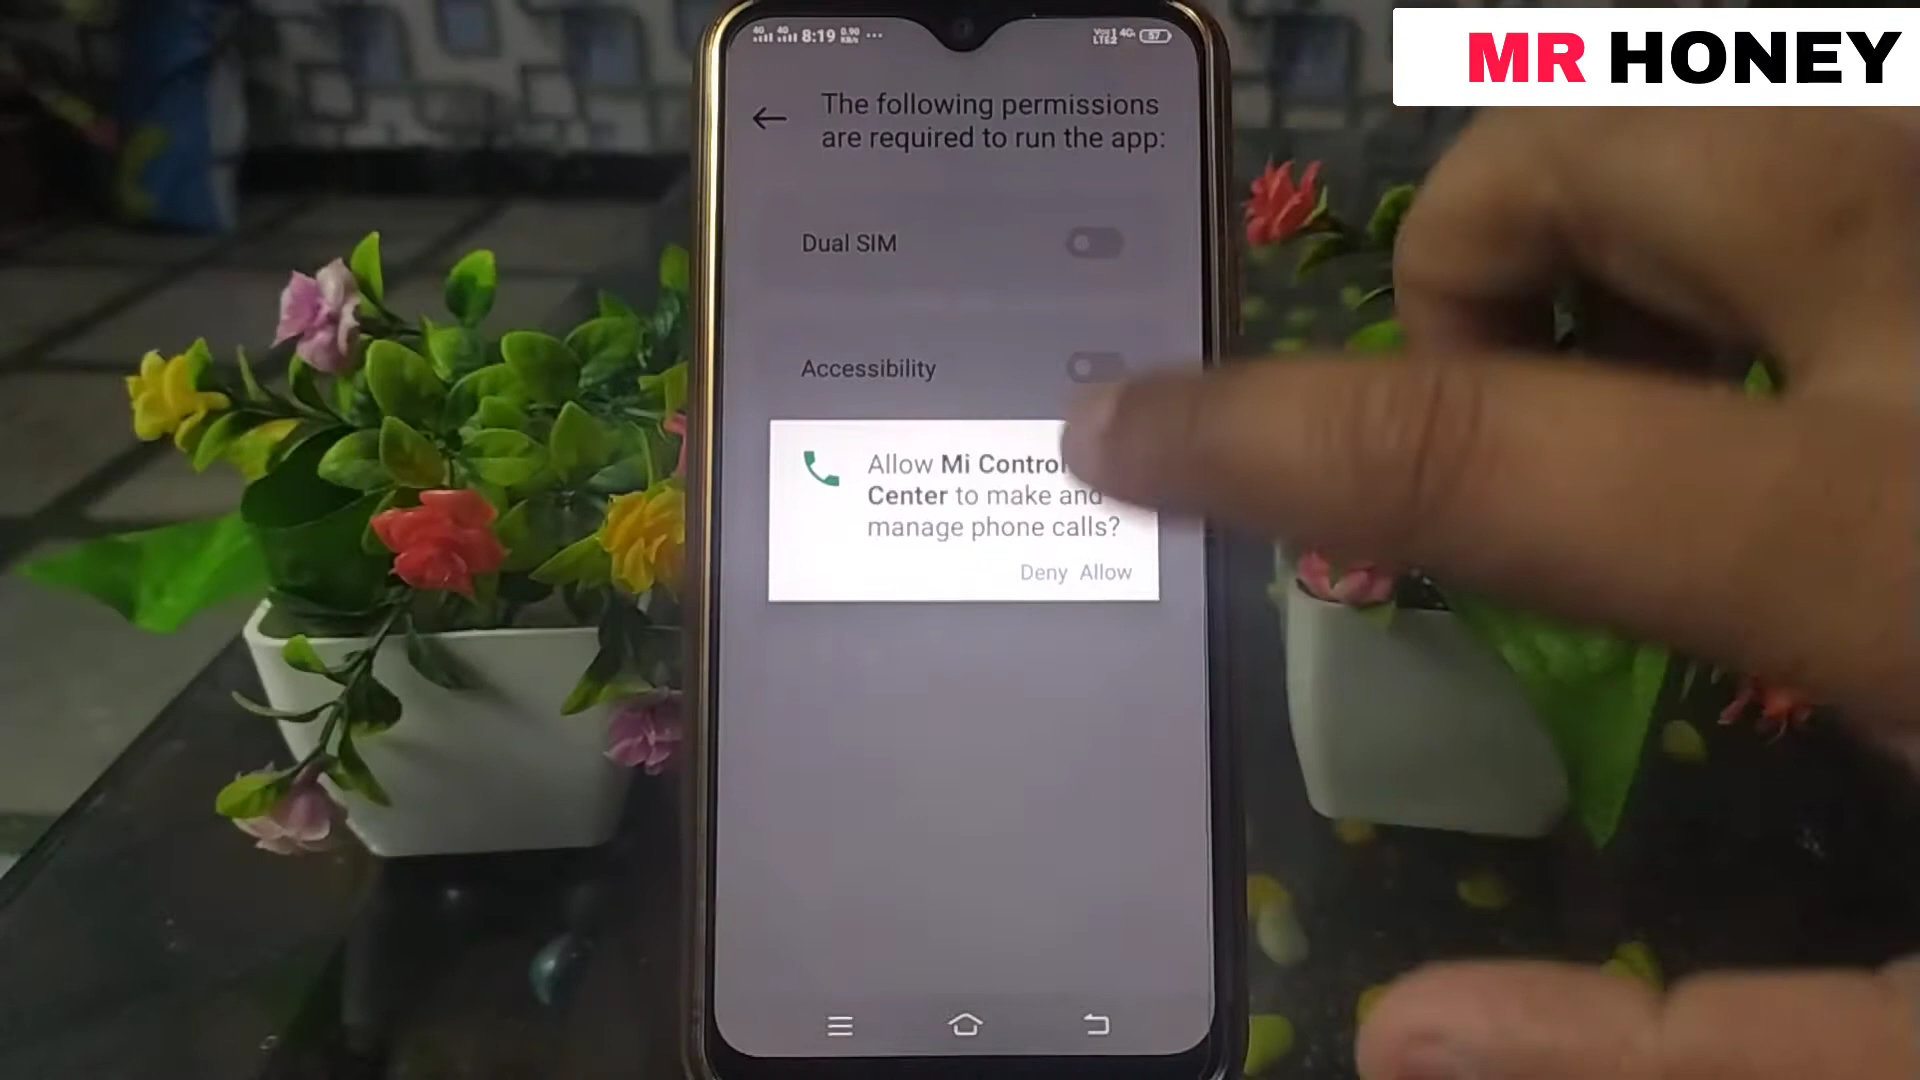 MR HONEY
8:19
57
The following permissions
are required to run the app:
Dual SIM
Accessibility
Allow Mi Control
Center to make and
manage phone calls?
Deny Allow